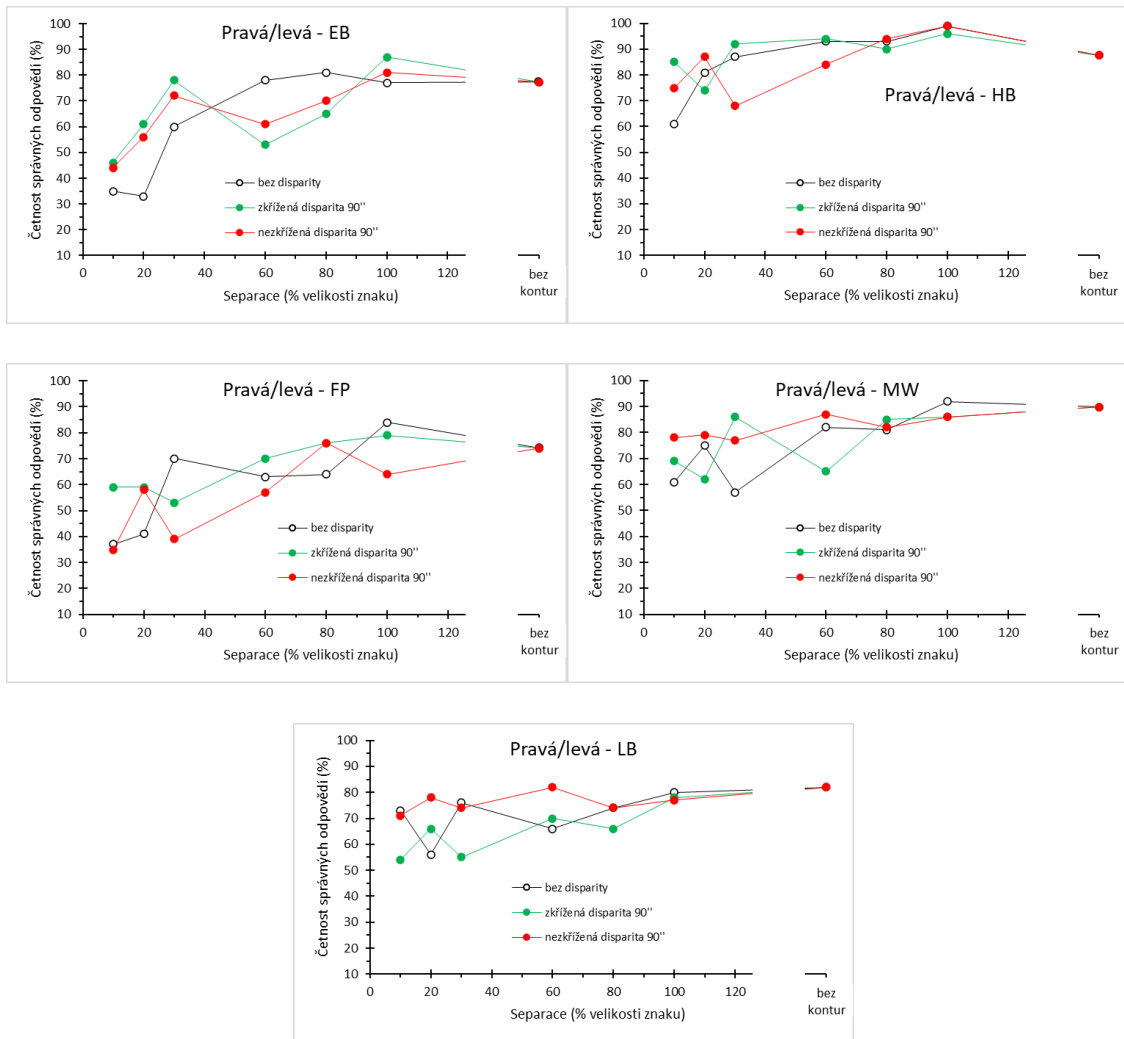 Pravá/levá - EB
Četnost správných odpovědí (%)
100
90
80
70
60
50
40
30
20
10
bez disparity
zkřížená disparita 90''
nezkřížená disparita 90''
0 20 40 60 80 100 120 bez kontur
Separace (% velikosti znaku)
Pravá/levá - HB
Četnost správných odpovědí (%)
100
90
80
70
60
50
40
30
20
10
bez disparity
zkřížená disparita 90''
nezkřížená disparita 90''
0 20 40 60 80 100 120 bez kontur
Separace (% velikosti znaku)
Pravá/levá - FP
Četnost správných odpovědí (%)
100
90
80
70
60
50
40
30
20
10
bez disparity
zkřížená disparita 90''
nezkřížená disparita 90''
0 20 40 60 80 100 120 bez kontur
Separace (% velikosti znaku)
Pravá/levá - MW
Četnost správných odpovědí (%)
100
90
80
70
60
50
40
30
20
10
bez disparity
zkřížená disparita 90''
nezkřížená disparita 90''
0 20 40 60 80 100 120 bez kontur
Separace (% velikosti znaku)
Pravá/levá - LB
Četnost správných odpovědí (%)
100
90
80
70
60
50
40
30
20
10
bez disparity
zkřížená disparita 90''
nezkřížená disparita 90''
0 20 40 60 80 100 120 bez kontur
Separace (% velikosti znaku)